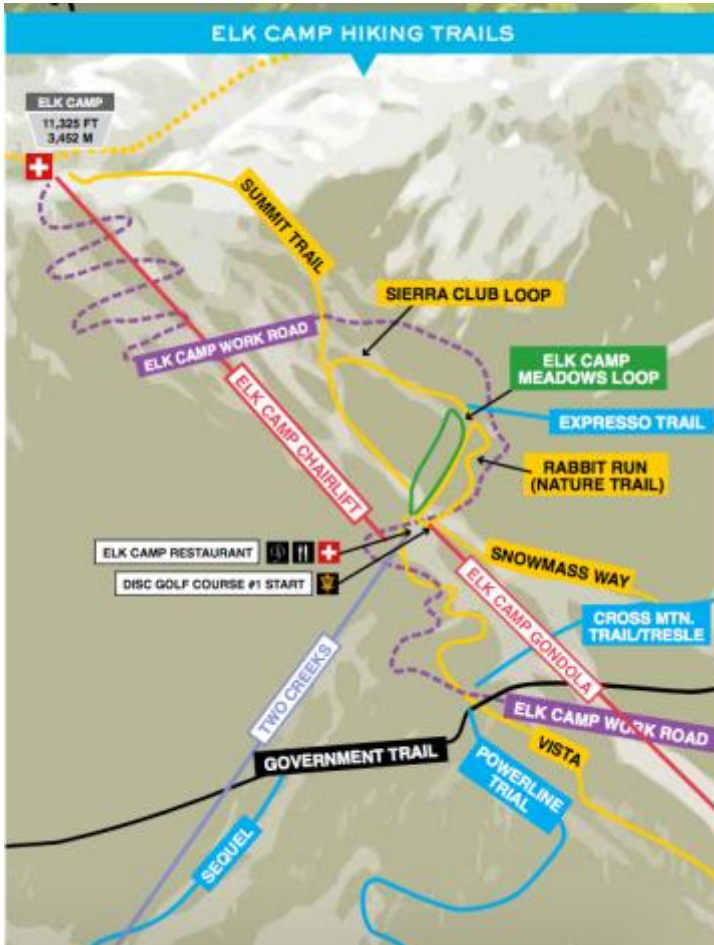 ELK CAMP HIKING TRAILS
ELK CAMP
11,325 FT
3,452 M
SUMMIT TRAIL
SIERRA CLUB LOOP
ELK CAMP WORK ROAD
ELK CAMP
MEADOWS LOOP
ELK CAMP CHAIRLIFT
EXPRESSO TRAIL
RABBIT RUN
(NATURE TRAIL)
ELK CAMP RESTAURANT
DISC GOLF COURSE #1 START
SNOWMASS WAY
ELK CAMP GONDOLA
CROSS MTN.
TRAIL/TRESLE
TWO CREEKS
ELK CAMP WORK ROAD
GOVERNMENT TRAIL
VISTA
POWERLINE
TRIAL
SEQUEL